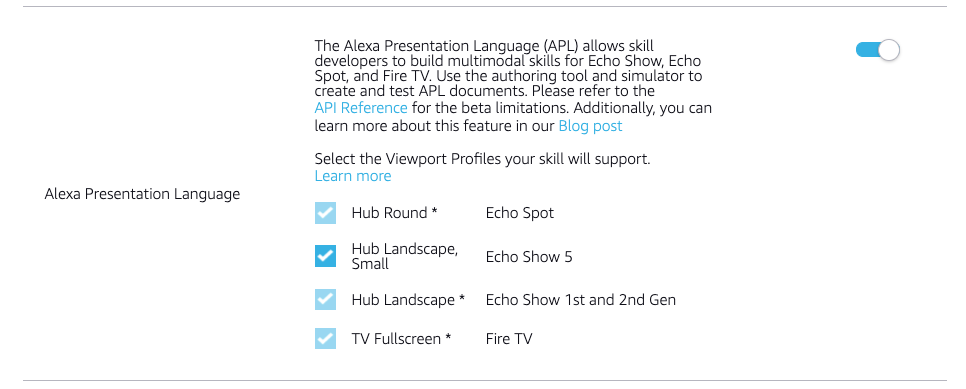 The Alexa Presentation Language (APL) allows skill
developers to build multimodal skills for Echo Show, Echo
Spot, and Fire TV. Use the authoring tool and simulator to
create and test APL documents. Please refer to the
API Reference for the beta limitations. Additionally, you can
learn more about this feature in our Blog post
Select the Viewport Profiles your skill will support.
Learn more
Alexa Presentation Language
Hub Round * Echo Spot
Hub Landscape,
Small
Echo Show 5
Hub Landscape * Echo Show 1st and 2nd Gen
TV Fullscreen * Fire TV